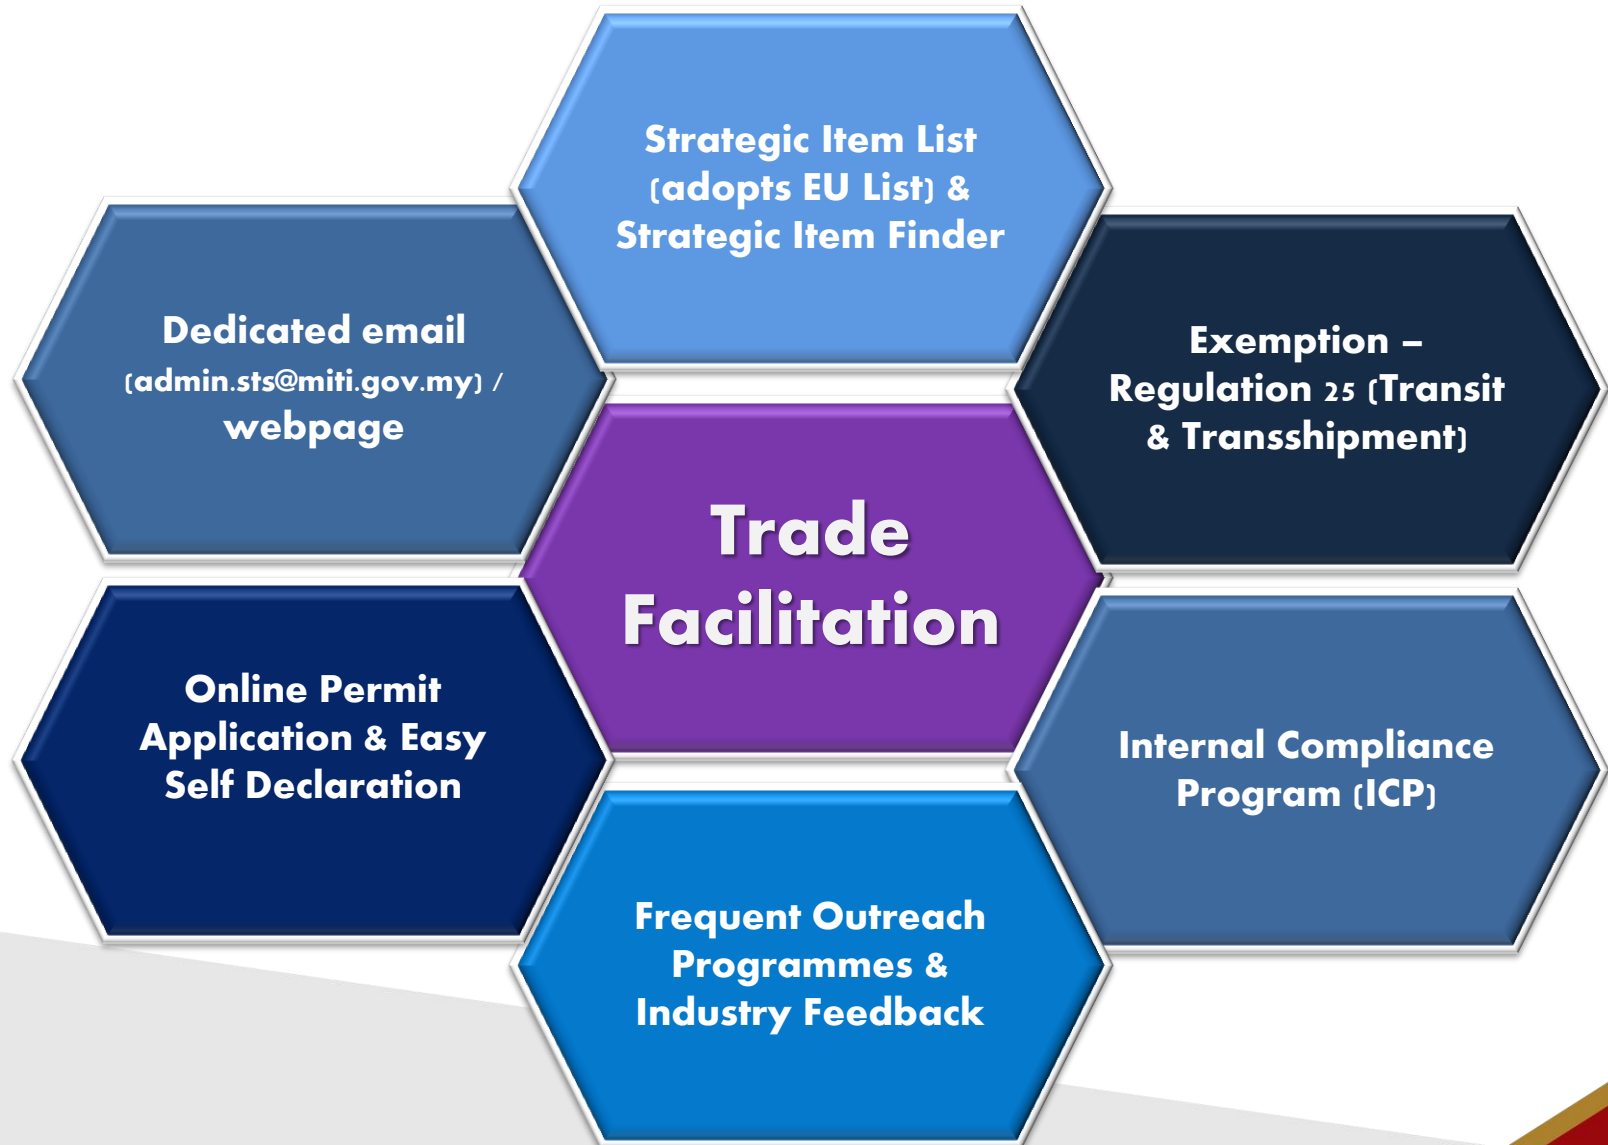 Strategic Item List
(adopts EU List) &
Strategic Item Finder
Dedicated email
(admin.sts@miti.gov.my) /
webpage
Exemption –
Regulation 25 (Transit
& Transshipment)
Trade
Facilitation
Online Permit
Application & Easy
Self Declaration
Internal Compliance
Program (ICP)
Frequent Outreach
Programmes &
Industry Feedback